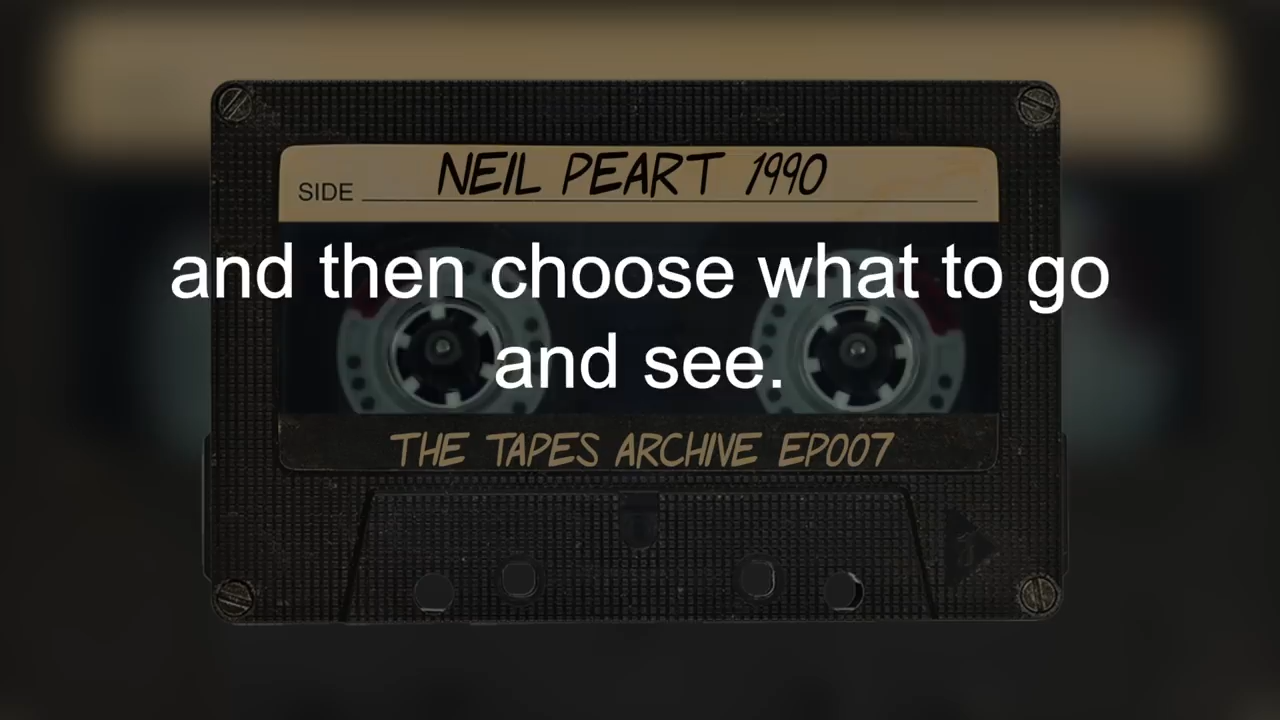 NEIL PEART 1990
SIDE
and then choose what to go
and see.
THE TAPES ARCHIVE EP007